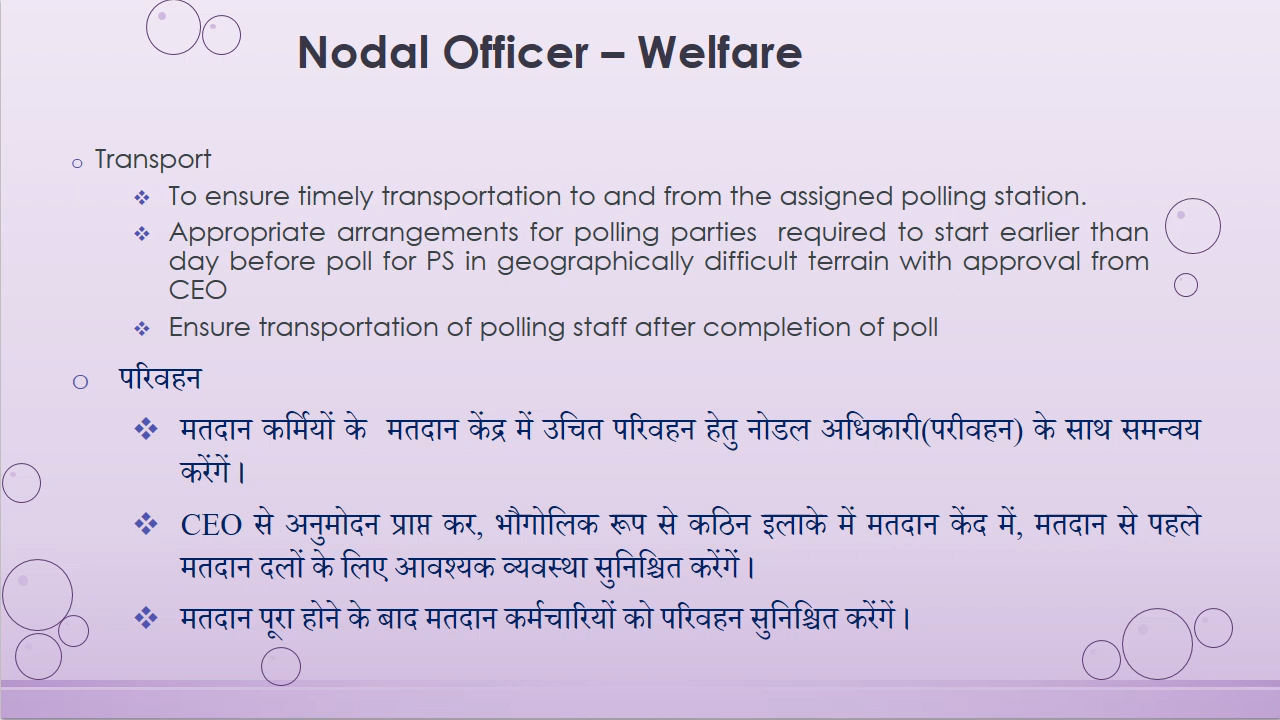 Nodal Officer – Welfare
Transport
To ensure timely transportation to and from the assigned polling station.
Appropriate arrangements for polling parties required to start earlier than
day before poll for PS in geographically difficult terrain with approval from
CEO
Ensure transportation of polling staff after completion of poll
परिवहन
मतदान कर्मियों के मतदान केंद्र में उचित परिवहन हेतु नोडल अधिकारी(परीवहन) के साथ समन्वय
करेंगें।
CEO से अनुमोदन प्राप्त कर, भौगोलिक रूप से कठिन इलाके में मतदान केंद में, मतदान से पहले
मतदान दलों के लिए आवश्यक व्यवस्था सुनिश्चित करेंगें।
मतदान पूरा होने के बाद मतदान कर्मचारियों को परिवहन सुनिश्चित करेंगें।